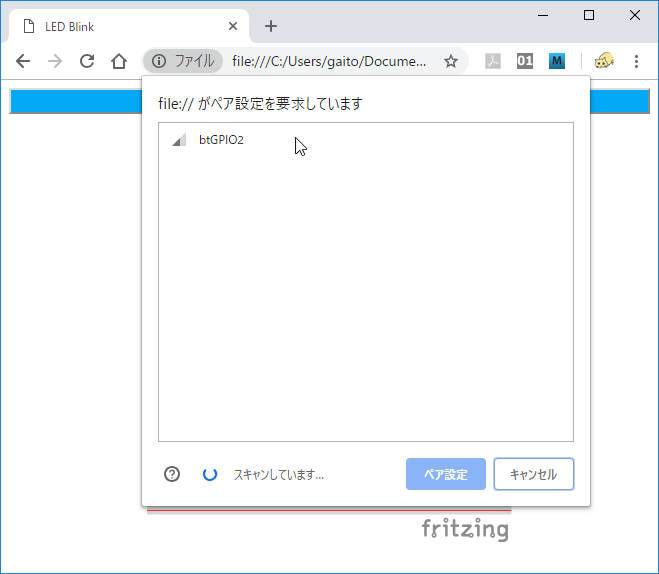 LED Blink
ファイル
file:///C:/Users/gaito/Docume...
01
M
file:// がペア設定を要求しています
btGPIO2
スキャンしています...
ペア設定
キャンセル
fritzing